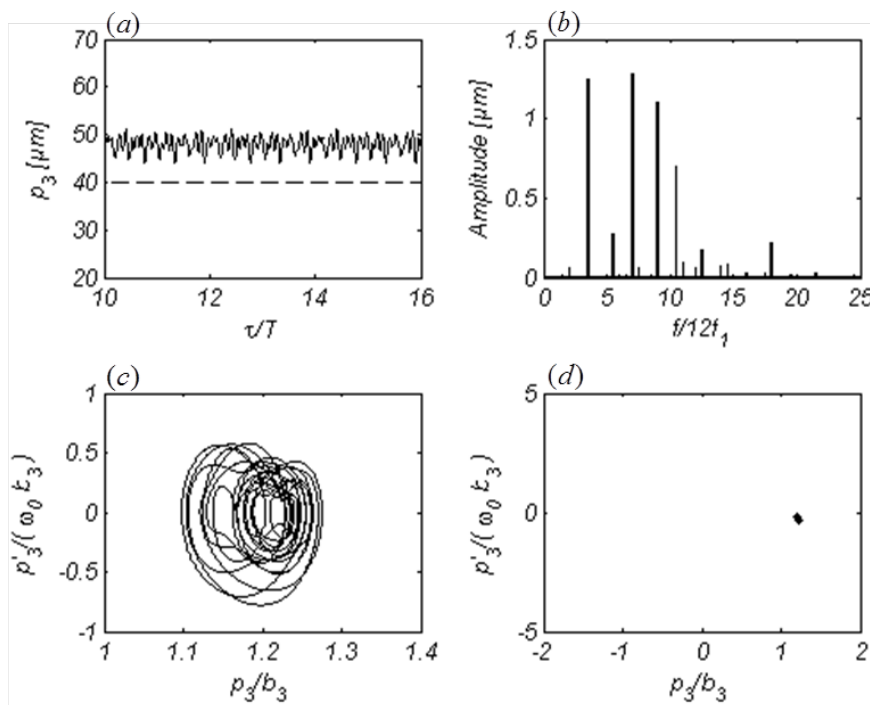 (a)
70
60
50
40
30
20
p₃ [μm]
10 12 14 16
τ/T
(b)
1.5
1
0.5
0
Amplitude [μm]
0 5 10 15 20 25
f/12f₁
(c)
1
0.5
0
-0.5
-1
p'₃/( ω₀ b₃ )
1 1.1 1.2 1.3 1.4
p₃/b₃
(d)
5
0
-5
p'₃/( ω₀ b₃ )
-2 -1 0 1 2
p₃/b₃